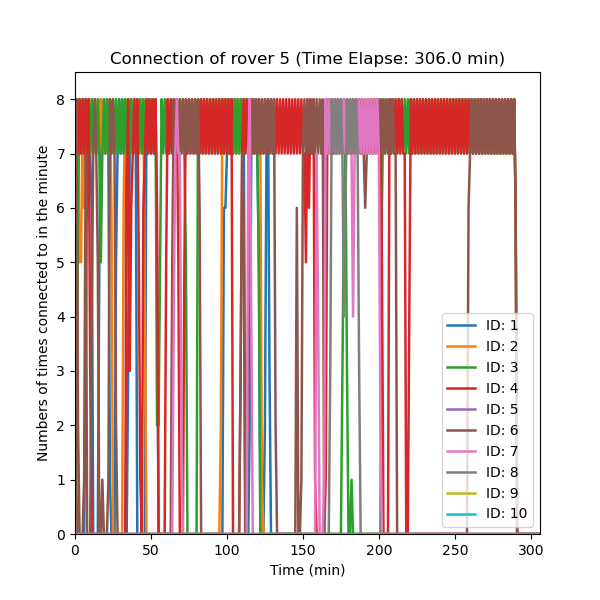 Connection of rover 5 (Time Elapse: 306.0 min)
Numbers of times connected to in the minute
8
7
6
5
4
3
2
1
0
ID: 1
ID: 2
ID: 3
ID: 4
ID: 5
ID: 6
ID: 7
ID: 8
ID: 9
ID: 10
0 50 100 150 200 250 300
Time (min)